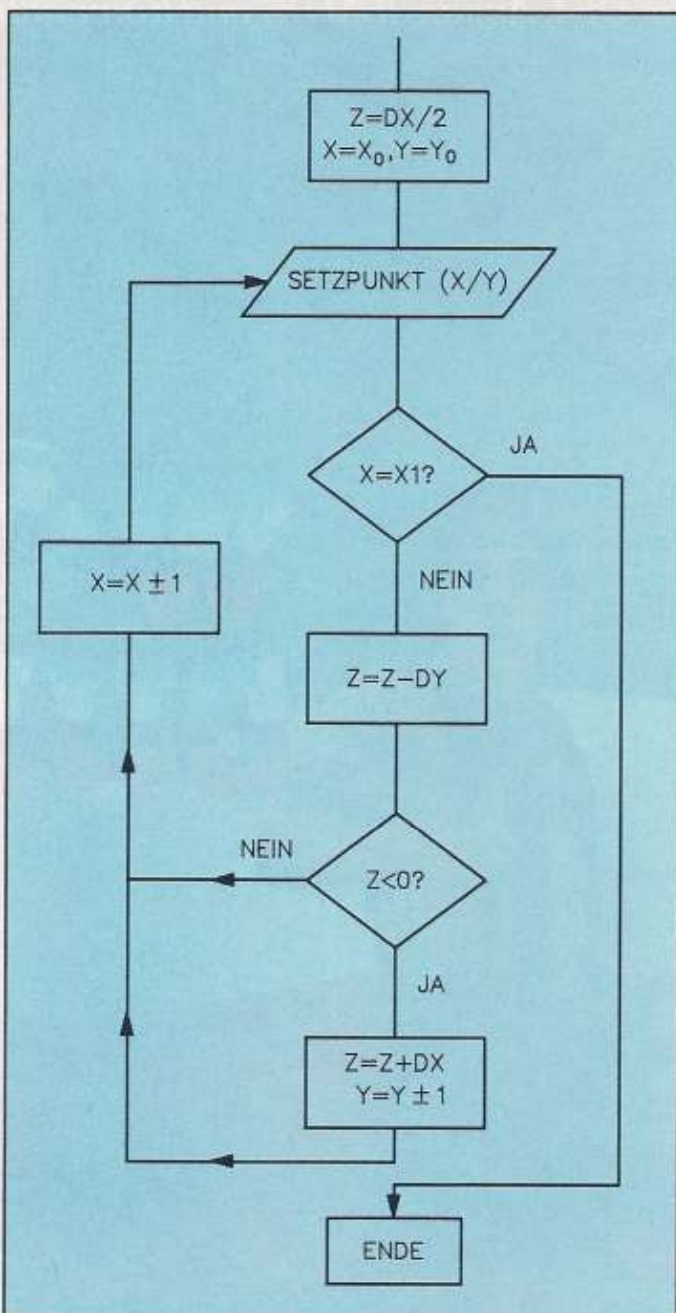 Z=DX/2
X=X₀,Y=Y₀
SETZPUNKT (X/Y)
X=X1?
JA
NEIN
X=X ± 1
Z=Z−DY
Z<0?
NEIN
JA
Z=Z+DX
Y=Y ± 1
ENDE